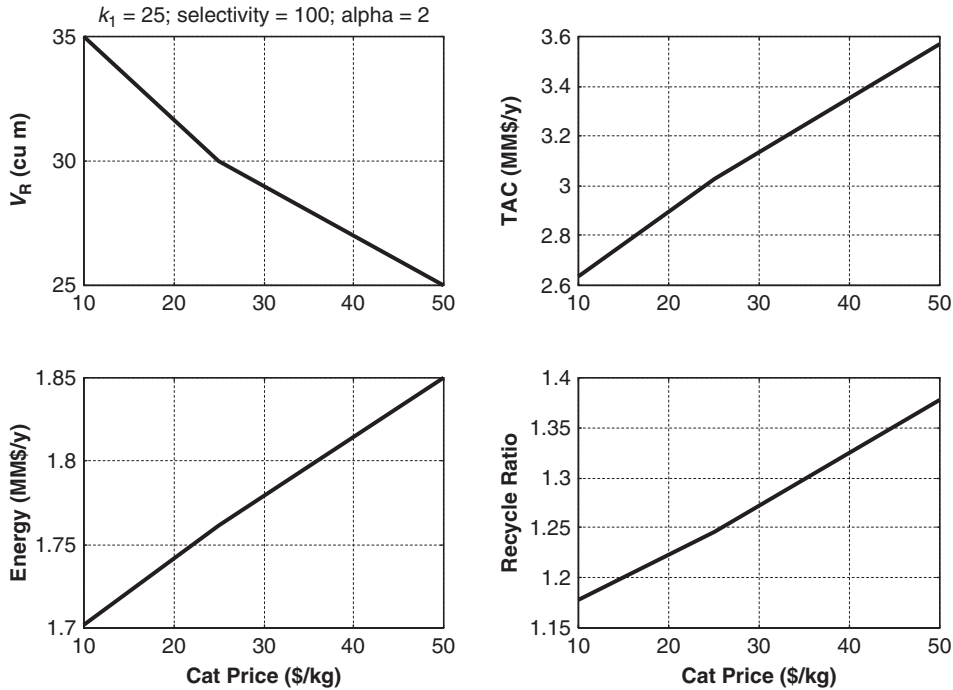 k1 = 25; selectivity = 100; alpha = 2
35
30
25
10 20 30 40 50
VR (cu m)
3.6
3.4
3.2
3
2.8
2.6
10 20 30 40 50
TAC (MM$/y)
1.85
1.8
1.75
1.7
10 20 30 40 50
Energy (MM$/y)
Cat Price ($/kg)
1.4
1.35
1.3
1.25
1.2
1.15
10 20 30 40 50
Recycle Ratio
Cat Price ($/kg)